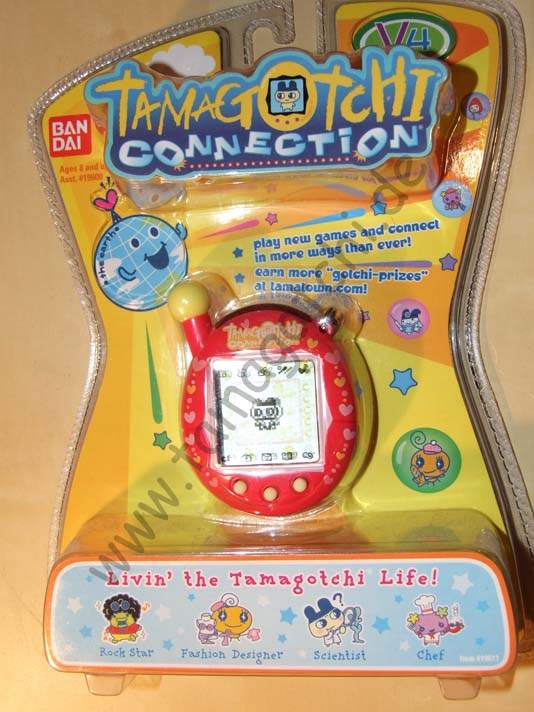 V4
TAMAGOTCHI
CONNECTION
BAN
DAI
Ages 8 and u
Asst. #19600
the earth
play new games and connect
in more ways than ever!
earn more "gotchi-prizes"
at tamatown.com!
TAMAGOTCHI
CONNECTION
Livin' the Tamagotchi Life!
Rock Star
Fashion Designer
Scientist
Chef